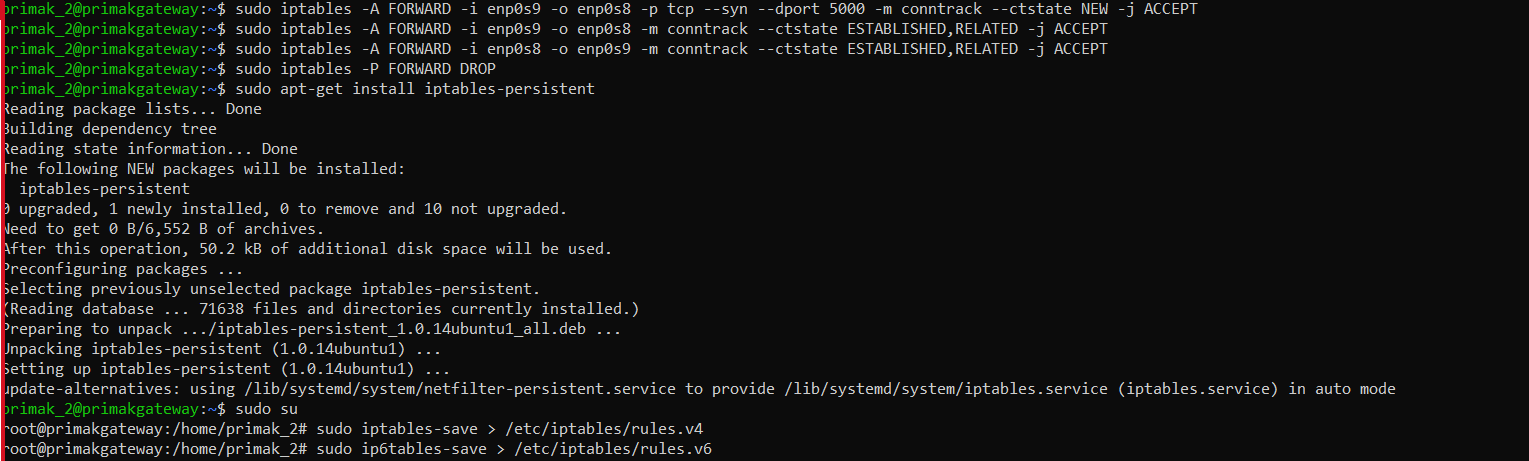 primak_2@primakgateway:~$ sudo iptables -A FORWARD -i enp0s9 -o enp0s8 -p tcp --syn --dport 5000 -m conntrack --ctstate NEW -j ACCEPT
primak_2@primakgateway:~$ sudo iptables -A FORWARD -i enp0s9 -o enp0s8 -m conntrack --ctstate ESTABLISHED,RELATED -j ACCEPT
primak_2@primakgateway:~$ sudo iptables -A FORWARD -i enp0s8 -o enp0s9 -m conntrack --ctstate ESTABLISHED,RELATED -j ACCEPT
primak_2@primakgateway:~$ sudo iptables -P FORWARD DROP
primak_2@primakgateway:~$ sudo apt-get install iptables-persistent
Reading package lists... Done
Building dependency tree
Reading state information... Done
The following NEW packages will be installed:
  iptables-persistent
0 upgraded, 1 newly installed, 0 to remove and 10 not upgraded.
Need to get 0 B/6,552 B of archives.
After this operation, 50.2 kB of additional disk space will be used.
Preconfiguring packages ...
Selecting previously unselected package iptables-persistent.
(Reading database ... 71638 files and directories currently installed.)
Preparing to unpack .../iptables-persistent_1.0.14ubuntu1_all.deb ...
Unpacking iptables-persistent (1.0.14ubuntu1) ...
Setting up iptables-persistent (1.0.14ubuntu1) ...
update-alternatives: using /lib/systemd/system/netfilter-persistent.service to provide /lib/systemd/system/iptables.service (iptables.service) in auto mode
primak_2@primakgateway:~$ sudo su
root@primakgateway:/home/primak_2# sudo iptables-save > /etc/iptables/rules.v4
root@primakgateway:/home/primak_2# sudo ip6tables-save > /etc/iptables/rules.v6